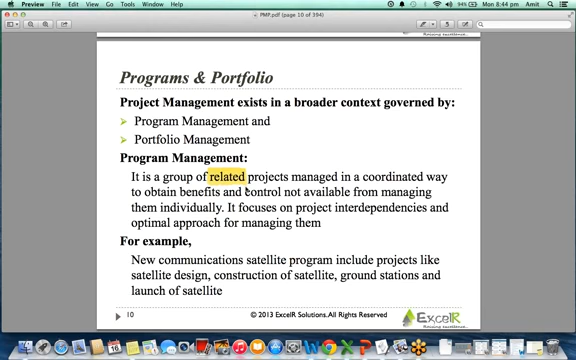 Preview File Edit View Go Tools Window Help
94% Mon 8:44 pm Amit
PMP.pdf (page 10 of 394)
Programs & Portfolio
Project Management exists in a broader context governed by:
Program Management and
Portfolio Management
Program Management:
It is a group of related projects managed in a coordinated way
to obtain benefits and control not available from managing
them individually. It focuses on project interdependencies and
optimal approach for managing them
For example,
New communications satellite program include projects like
satellite design, construction of satellite, ground stations and
launch of satellite
10
© 2013 ExcelR Solutions.All Rights Reserved
ExcelR